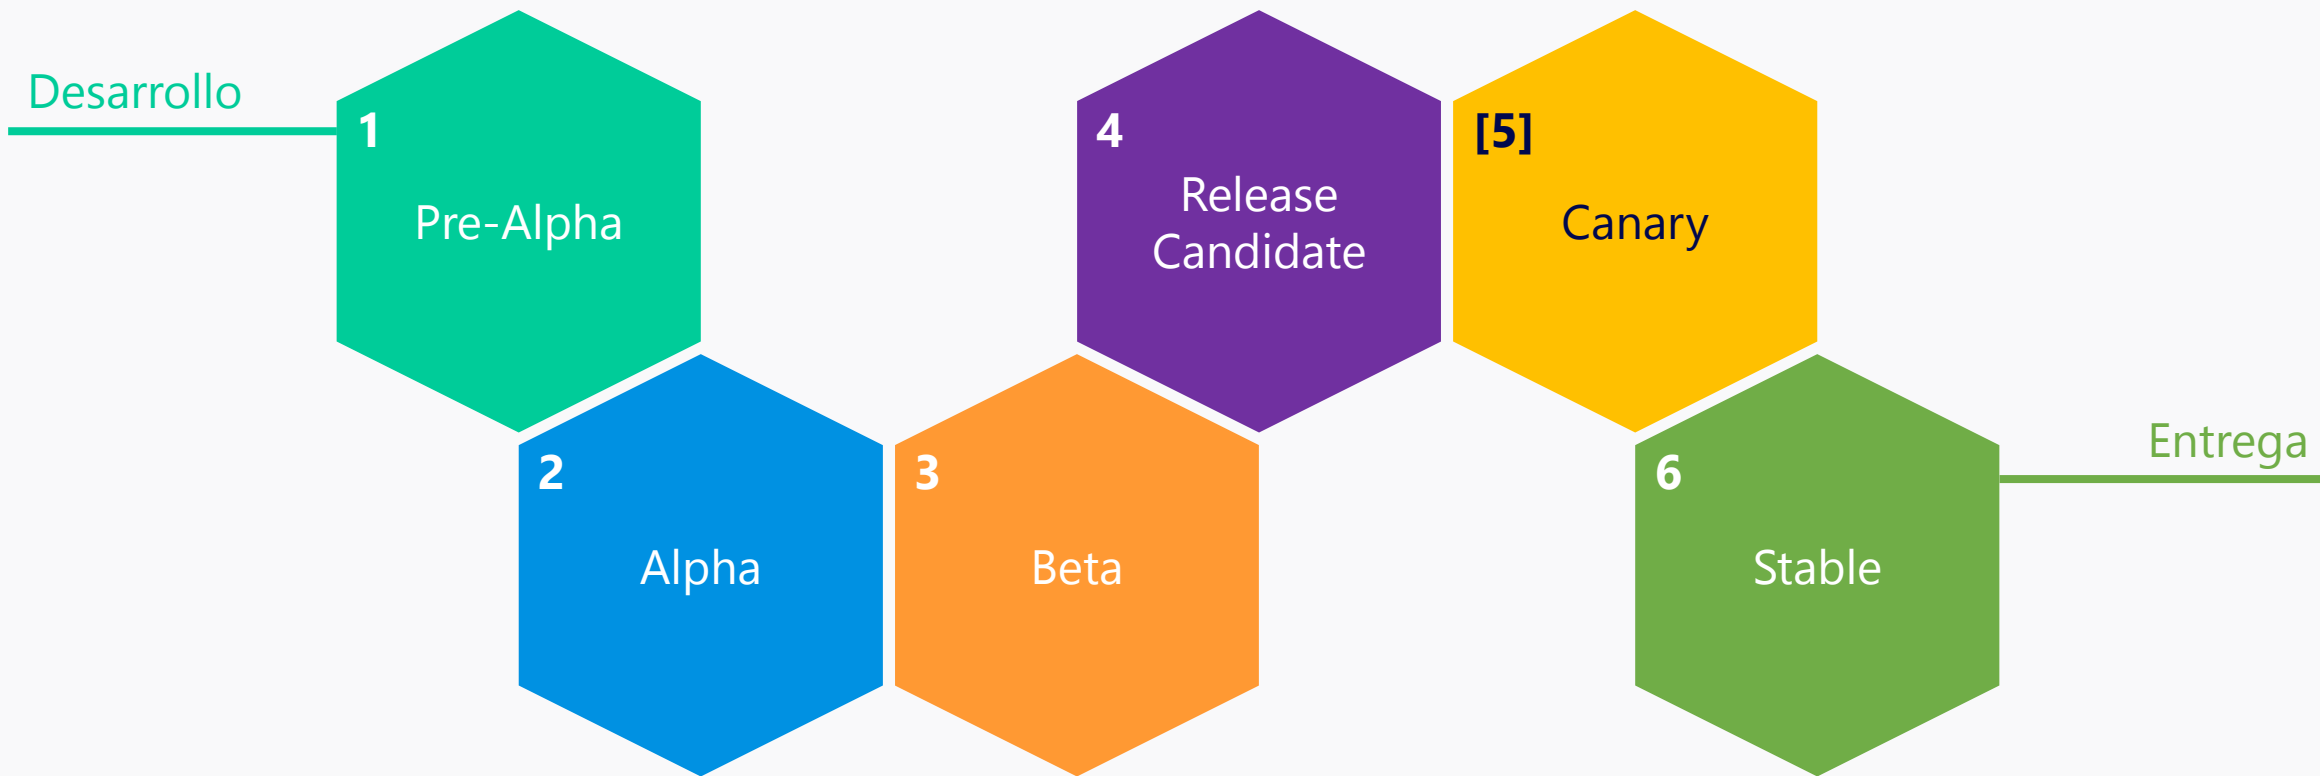 Desarrollo
1
Pre-Alpha
2
Alpha
3
Beta
4
Release
Candidate
[5]
Canary
6
Stable
Entrega